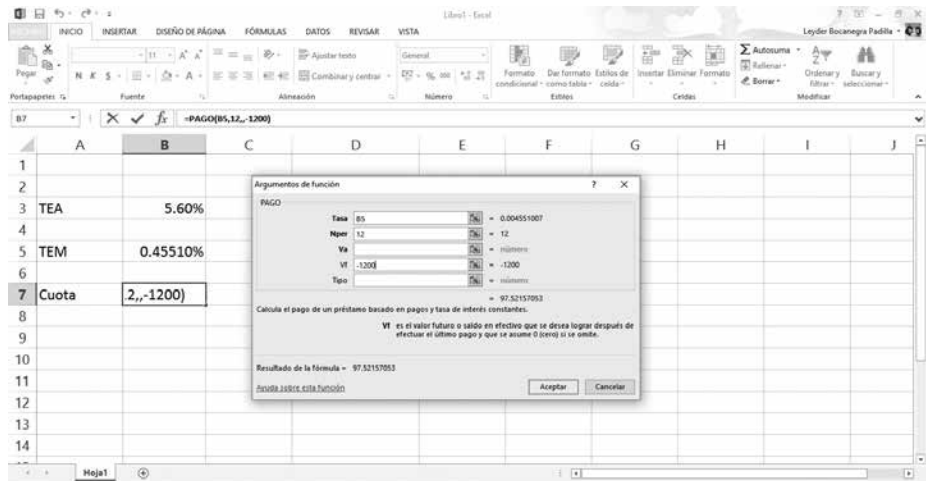 Libro1 - Excel
INICIO INSERTAR DISEÑO DE PÁGINA FÓRMULAS DATOS REVISAR VISTA Leyder Bocanegra Padilla
Pegar
Portapapeles
11 A A
N K S A
Fuente
Ajustar texto
Combinar y centrar
Alineación
General
% 000
Número
Formato condicional Dar formato como tabla Estilos de celda
Estilos
Insertar Eliminar Formato
Celdas
Autosuma
Rellenar
Borrar
Ordenar y filtrar Buscar y seleccionar
Modificar
B7 fx =PAGO(B5,12,,-1200)
A B C D E F G H I J
1
2
3 TEA 5.60%
4
5 TEM 0.45510%
6
7 Cuota .2,,-1200)
8
9
10
11
12
13
14
Argumentos de función ? X
PAGO
Tasa B5 = 0.004551007
Nper 12 = 12
Va = número
Vf -1200 = -1200
Tipo = número
= 97.52157053
Calcula el pago de un préstamo basado en pagos y tasa de interés constantes.
Vf es el valor futuro o saldo en efectivo que se desea lograr después de
efectuar el último pago y que se asume 0 (cero) si se omite.
Resultado de la fórmula = 97.52157053
Ayuda sobre esta función Aceptar Cancelar
Hoja1